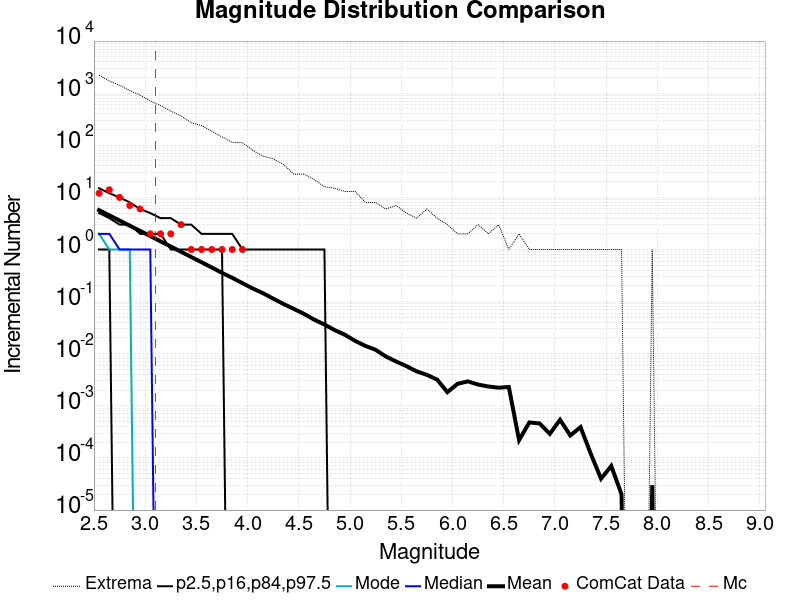 Magnitude Distribution Comparison
10^4
10^3
10^2
10^1
10^0
10^-1
10^-2
10^-3
10^-4
10^-5
Incremental Number
2.5 3.0 3.5 4.0 4.5 5.0 5.5 6.0 6.5 7.0 7.5 8.0 8.5 9.0
Magnitude
Extrema p2.5,p16,p84,p97.5 Mode Median Mean ComCat Data Mc